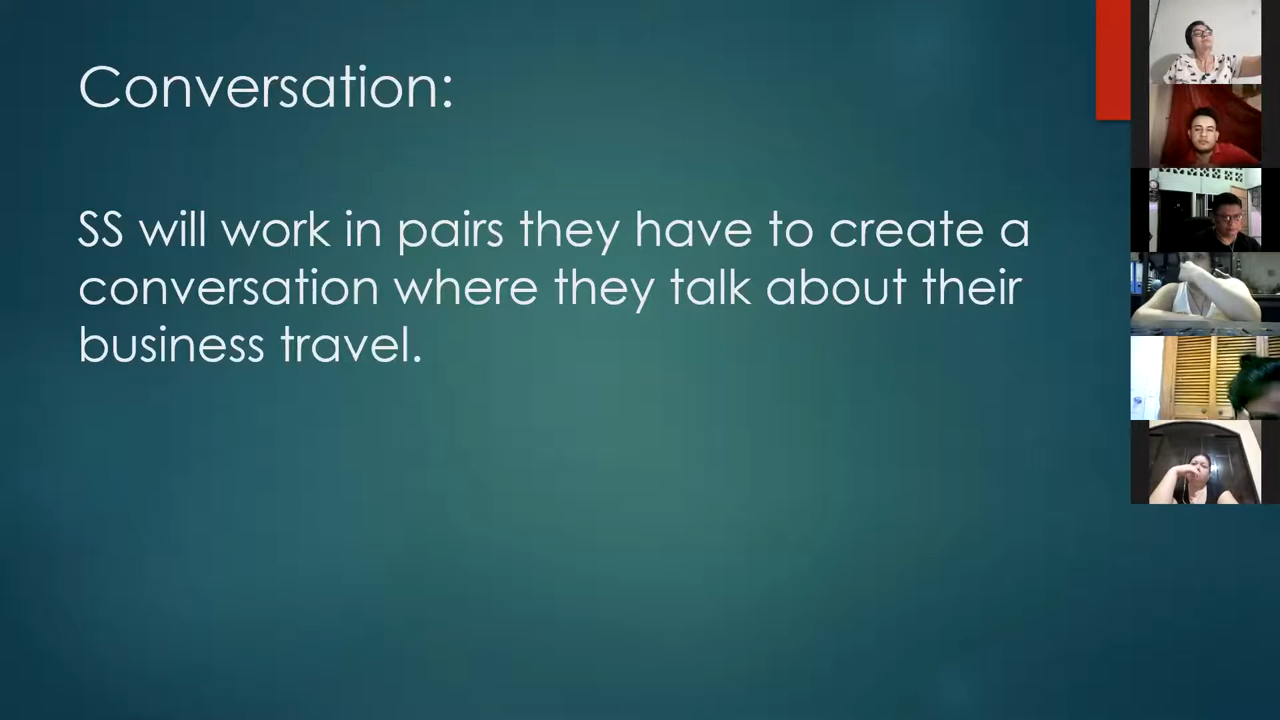 Conversation:
SS will work in pairs they have to create a
conversation where they talk about their
business travel.